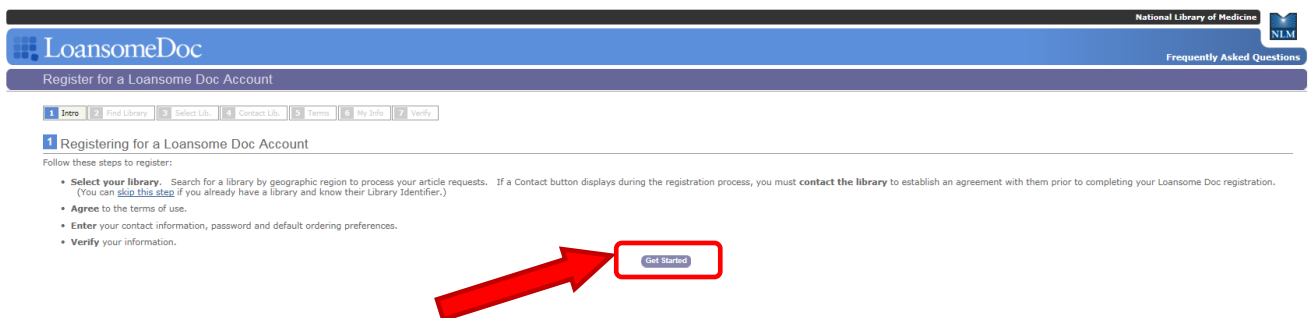 National Library of Medicine
NLM
LoansomeDoc
Frequently Asked Questions
Register for a Loansome Doc Account
1 Intro 2 Find Library 3 Select Lib. 4 Contact Lib. 5 Terms 6 My Info 7 Verify
1 Registering for a Loansome Doc Account
Follow these steps to register:
• Select your library. Search for a library by geographic region to process your article requests. If a Contact button displays during the registration process, you must contact the library to establish an agreement with them prior to completing your Loansome Doc registration.
(You can skip this step if you already have a library and know their Library Identifier.)
• Agree to the terms of use.
• Enter your contact information, password and default ordering preferences.
• Verify your information.
Get Started